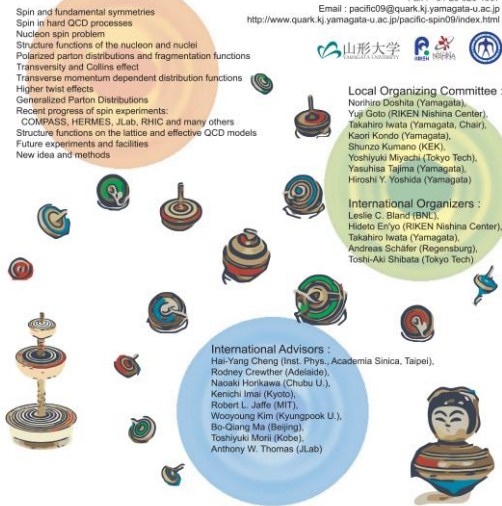 Spin and fundamental symmetries
Spin in hard QCD processes
Nucleon spin problem
Structure functions of the nucleon and nuclei
Polarized parton distributions and fragmentation functions
Transversity and Collins effect
Transverse momentum dependent distribution functions
Higher twist effects
Generalized Parton Distributions
Recent progress of spin experiments:
COMPASS, HERMES, JLab, RHIC and many others
Structure functions on the lattice and effective QCD models
Future experiments and facilities
New idea and methods
Email : pacific09@quark.kj.yamagata-u.ac.jp
http://www.quark.kj.yamagata-u.ac.jp/pacific-spin09/index.html
山形大学
YAMAGATA UNIVERSITY
RIKEN
NISHINA
Local Organizing Committee :
Norihiro Doshita (Yamagata),
Yuji Goto (RIKEN Nishina Center),
Takahiro Iwata (Yamagata, Chair),
Kaori Kondo (Yamagata),
Shunzo Kumano (KEK),
Yoshiyuki Miyachi (Tokyo Tech),
Yasuhisa Tajima (Yamagata),
Hiroshi Y. Yoshida (Yamagata)
International Organizers :
Leslie C. Bland (BNL),
Hideto En'yo (RIKEN Nishina Center),
Takahiro Iwata (Yamagata),
Andreas Schäfer (Regensburg),
Toshi-Aki Shibata (Tokyo Tech)
International Advisors :
Hai-Yang Cheng (Inst. Phys., Academia Sinica, Taipei),
Rodney Crewther (Adelaide),
Naoaki Horikawa (Chubu U.),
Kenichi Imai (Kyoto),
Robert L. Jaffe (MIT),
Wooyoung Kim (Kyungpook U.),
Bo-Qiang Ma (Beijing),
Toshiyuki Morii (Kobe),
Anthony W. Thomas (JLab)